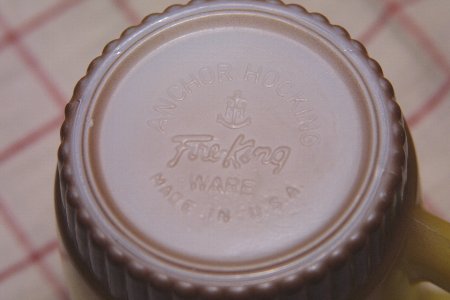 ANCHOR HOCKING
Fire-King
WARE
MADE IN U.S.A.